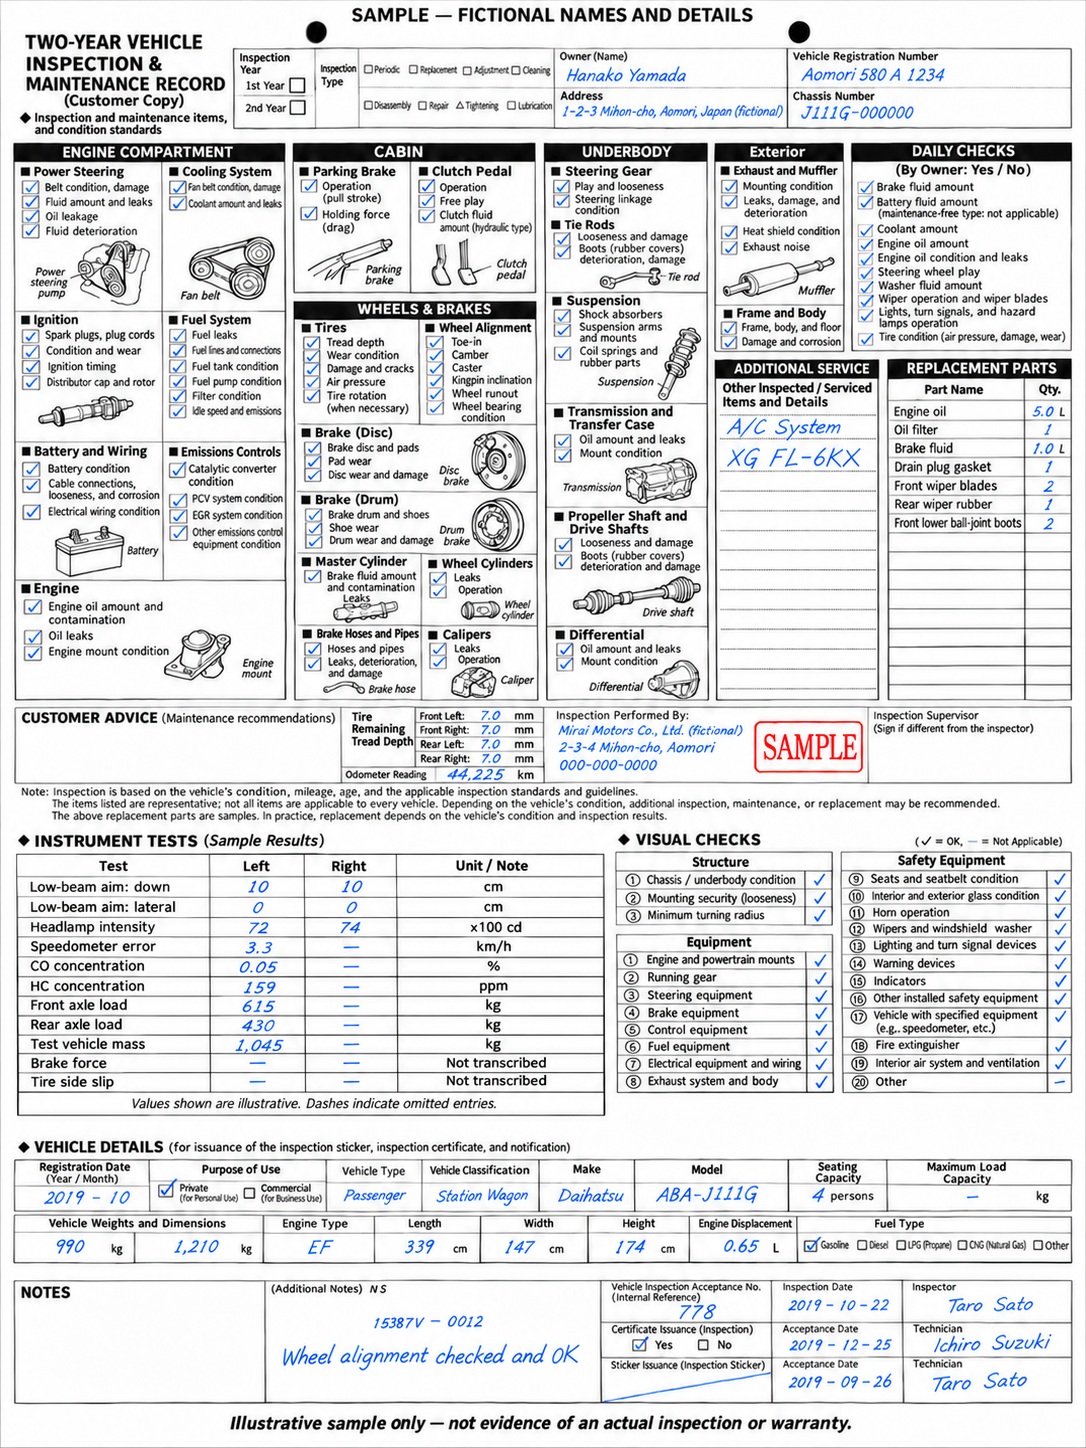 SAMPLE — FICTIONAL NAMES AND DETAILS
TWO-YEAR VEHICLE
INSPECTION &
MAINTENANCE RECORD
(Customer Copy)
◆ Inspection and maintenance items,
and condition standards
Inspection
Year
1st Year
2nd Year
Inspection
Type
Periodic Replacement Adjustment Cleaning
Disassembly Repair △ Tightening Lubrication
Owner (Name)
Hanako Yamada
Address
1-2-3 Mihon-cho, Aomori, Japan (fictional)
Vehicle Registration Number
Aomori 580 A 1234
Chassis Number
J111G-000000
ENGINE COMPARTMENT
■ Power Steering
Belt condition, damage
Fluid amount and leaks
Oil leakage
Fluid deterioration
Power
steering
pump
■ Cooling System
Fan belt condition, damage
Coolant amount and leaks
Fan belt
■ Ignition
Spark plugs, plug cords
Condition and wear
Ignition timing
Distributor cap and rotor
■ Fuel System
Fuel leaks
Fuel lines and connections
Fuel tank condition
Fuel pump condition
Filter condition
Idle speed and emissions
■ Battery and Wiring
Battery condition
Cable connections,
looseness, and corrosion
Electrical wiring condition
Battery
■ Emissions Controls
Catalytic converter
condition
PCV system condition
EGR system condition
Other emissions control
equipment condition
■ Engine
Engine oil amount and
contamination
Oil leaks
Engine mount condition
Engine
mount
CABIN
■ Parking Brake
Operation
(pull stroke)
Holding force
(drag)
Parking
brake
■ Clutch Pedal
Operation
Free play
Clutch fluid
amount (hydraulic type)
Clutch
pedal
WHEELS & BRAKES
■ Tires
Tread depth
Wear condition
Damage and cracks
Air pressure
Tire rotation
(when necessary)
■ Wheel Alignment
Toe-in
Camber
Caster
Kingpin inclination
Wheel runout
Wheel bearing
condition
■ Brake (Disc)
Brake disc and pads
Pad wear
Disc wear and damage
Disc
brake
■ Brake (Drum)
Brake drum and shoes
Shoe wear
Drum wear and damage
Drum
brake
■ Master Cylinder
Brake fluid amount
and contamination
Leaks
■ Wheel Cylinders
Leaks
Operation
Wheel
cylinder
■ Brake Hoses and Pipes
Hoses and pipes
Leaks, deterioration,
and damage
Brake hose
■ Calipers
Leaks
Operation
Caliper
UNDERBODY
■ Steering Gear
Play and looseness
Steering linkage
condition
■ Tie Rods
Looseness and damage
Boots (rubber covers)
deterioration, damage
Tie rod
■ Suspension
Shock absorbers
Suspension arms
and mounts
Coil springs and
rubber parts
Suspension
■ Transmission and
Transfer Case
Oil amount and leaks
Mount condition
Transmission
■ Propeller Shaft and
Drive Shafts
Looseness and damage
Boots (rubber covers)
deterioration and damage
Drive shaft
■ Differential
Oil amount and leaks
Mount condition
Differential
Exterior
■ Exhaust and Muffler
Mounting condition
Leaks, damage, and
deterioration
Heat shield condition
Exhaust noise
Muffler
■ Frame and Body
Frame, body, and floor
Damage and corrosion
DAILY CHECKS
(By Owner: Yes / No)
Brake fluid amount
Battery fluid amount
(maintenance-free type: not applicable)
Coolant amount
Engine oil amount
Engine oil condition and leaks
Steering wheel play
Washer fluid amount
Wiper operation and wiper blades
Lights, turn signals, and hazard
lamps operation
Tire condition (air pressure, damage, wear)
ADDITIONAL SERVICE
Other Inspected / Serviced
Items and Details
A/C System
XG FL-6KX
REPLACEMENT PARTS
Part Name Qty.
Engine oil 5.0 L
Oil filter 1
Brake fluid 1.0 L
Drain plug gasket 1
Front wiper blades 2
Rear wiper rubber 1
Front lower ball-joint boots 2
CUSTOMER ADVICE (Maintenance recommendations)
Tire
Remaining
Tread Depth
Front Left: 7.0 mm
Front Right: 7.0 mm
Rear Left: 7.0 mm
Rear Right: 7.0 mm
Odometer Reading 44,225 km
Inspection Performed By:
Mirai Motors Co., Ltd. (fictional)
2-3-4 Mihon-cho, Aomori
000-000-0000
SAMPLE
Inspection Supervisor
(Sign if different from the inspector)
Note: Inspection is based on the vehicle's condition, mileage, age, and the applicable inspection standards and guidelines.
The items listed are representative; not all items are applicable to every vehicle. Depending on the vehicle's condition, additional inspection, maintenance, or replacement may be recommended.
The above replacement parts are samples. In practice, replacement depends on the vehicle's condition and inspection results.
◆ INSTRUMENT TESTS (Sample Results)
Test Left Right Unit / Note
Low-beam aim: down 10 10 cm
Low-beam aim: lateral 0 0 cm
Headlamp intensity 72 74 x100 cd
Speedometer error 3.3 — km/h
CO concentration 0.05 — %
HC concentration 159 — ppm
Front axle load 615 — kg
Rear axle load 430 — kg
Test vehicle mass 1,045 — kg
Brake force — — Not transcribed
Tire side slip — — Not transcribed
Values shown are illustrative. Dashes indicate omitted entries.
◆ VISUAL CHECKS (✓ = OK, — = Not Applicable)
Structure
① Chassis / underbody condition ✓
② Mounting security (looseness) ✓
③ Minimum turning radius ✓
Equipment
① Engine and powertrain mounts ✓
② Running gear ✓
③ Steering equipment ✓
④ Brake equipment ✓
⑤ Control equipment ✓
⑥ Fuel equipment ✓
⑦ Electrical equipment and wiring ✓
⑧ Exhaust system and body ✓
Safety Equipment
⑨ Seats and seatbelt condition ✓
⑩ Interior and exterior glass condition ✓
⑪ Horn operation ✓
⑫ Wipers and windshield washer ✓
⑬ Lighting and turn signal devices ✓
⑭ Warning devices ✓
⑮ Indicators ✓
⑯ Other installed safety equipment ✓
⑰ Vehicle with specified equipment ✓
(e.g., speedometer, etc.)
⑱ Fire extinguisher ✓
⑲ Interior air system and ventilation ✓
⑳ Other —
◆ VEHICLE DETAILS (for issuance of the inspection sticker, inspection certificate, and notification)
Registration Date
(Year / Month)
2019 - 10
Purpose of Use
Private
(for Personal Use)
Commercial
(for Business Use)
Vehicle Type
Passenger
Vehicle Classification
Station Wagon
Make
Daihatsu
Model
ABA-J111G
Seating
Capacity
4 persons
Maximum Load
Capacity
— kg
Vehicle Weights and Dimensions
990 kg 1,210 kg
Engine Type
EF
Length
339 cm
Width
147 cm
Height
174 cm
Engine Displacement
0.65 L
Fuel Type
Gasoline Diesel LPG (Propane) CNG (Natural Gas) Other
NOTES
(Additional Notes) NS
15387V - 0012
Wheel alignment checked and OK
Vehicle Inspection Acceptance No.
(Internal Reference)
778
Certificate Issuance (Inspection)
Yes No
Sticker Issuance (Inspection Sticker)
Inspection Date
2019 - 10 - 22
Acceptance Date
2019 - 12 - 25
Acceptance Date
2019 - 09 - 26
Inspector
Taro Sato
Technician
Ichiro Suzuki
Technician
Taro Sato
Illustrative sample only — not evidence of an actual inspection or warranty.